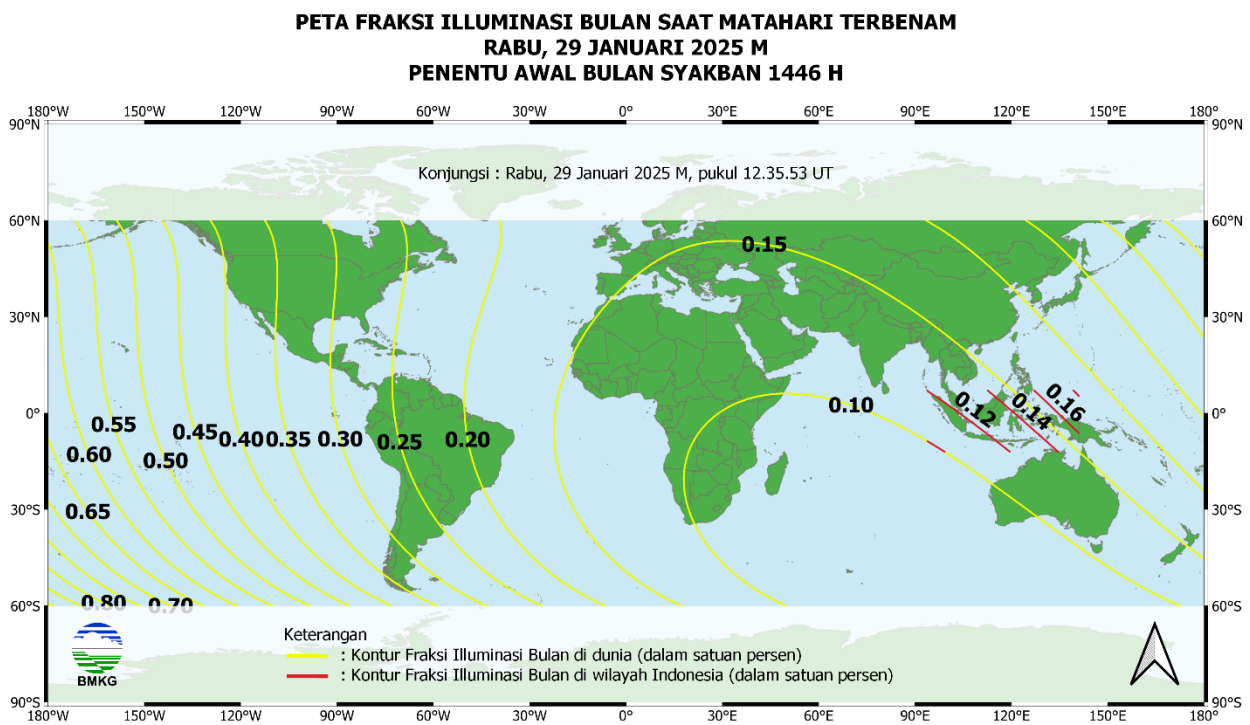 PETA FRAKSI ILLUMINASI BULAN SAAT MATAHARI TERBENAM
RABU, 29 JANUARI 2025 M
PENENTU AWAL BULAN SYAKBAN 1446 H
180°W 150°W 120°W 90°W 60°W 30°W 0° 30°E 60°E 90°E 120°E 150°E 180°
90°N 90°N
Konjungsi : Rabu, 29 Januari 2025 M, pukul 12.35.53 UT
60°N 60°N
0.15
30°N 30°N
0.10 0.12 0.14 0.16
0° 0°
0.55 0.45 0.40 0.35 0.30 0.25 0.20
0.60 0.50
30°S 30°S
0.65
60°S 60°S
0.80 0.70
Keterangan
: Kontur Fraksi Illuminasi Bulan di dunia (dalam satuan persen)
: Kontur Fraksi Illuminasi Bulan di wilayah Indonesia (dalam satuan persen)
BMKG
90°S 90°S
180°W 150°W 120°W 90°W 60°W 30°W 0° 30°E 60°E 90°E 120°E 150°E 180°